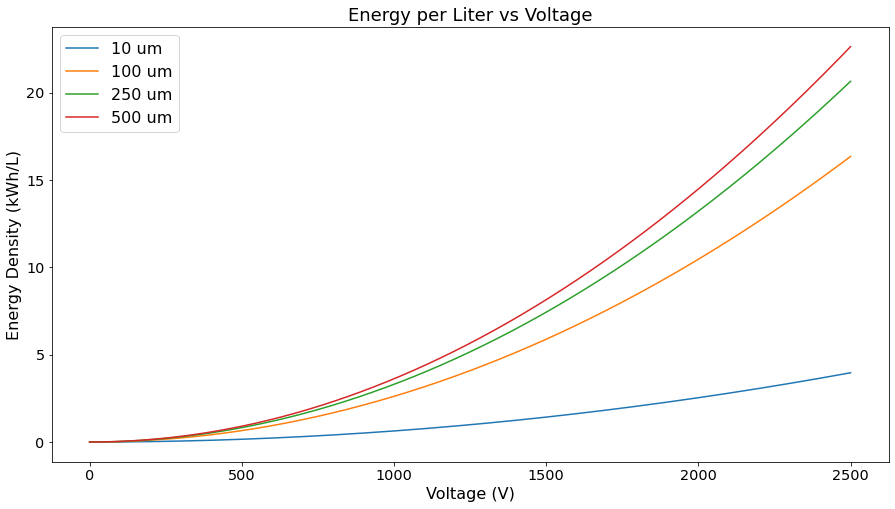 Energy per Liter vs Voltage
10 um
100 um
250 um
500 um
Energy Density (kWh/L)
20
15
10
5
0
0 500 1000 1500 2000 2500
Voltage (V)